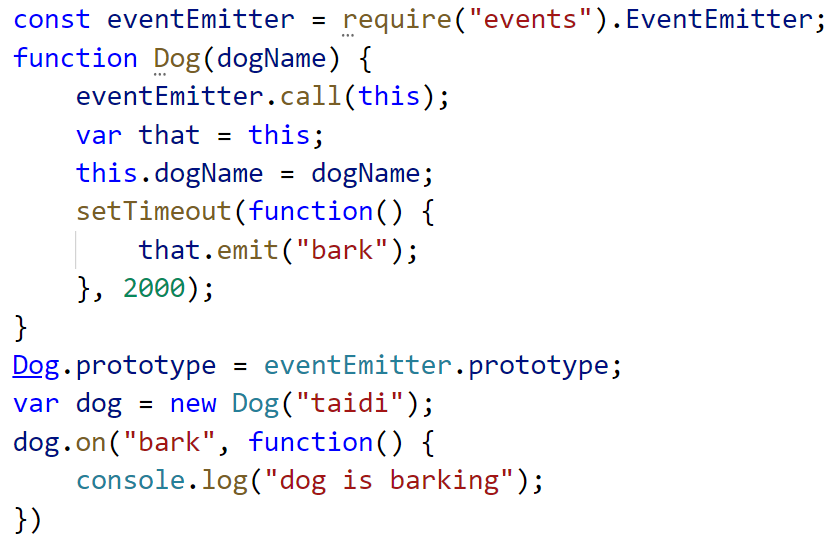 const eventEmitter = require("events").EventEmitter;
function Dog(dogName) {
    eventEmitter.call(this);
    var that = this;
    this.dogName = dogName;
    setTimeout(function() {
        that.emit("bark");
    }, 2000);
}
Dog.prototype = eventEmitter.prototype;
var dog = new Dog("taidi");
dog.on("bark", function() {
    console.log("dog is barking");
})